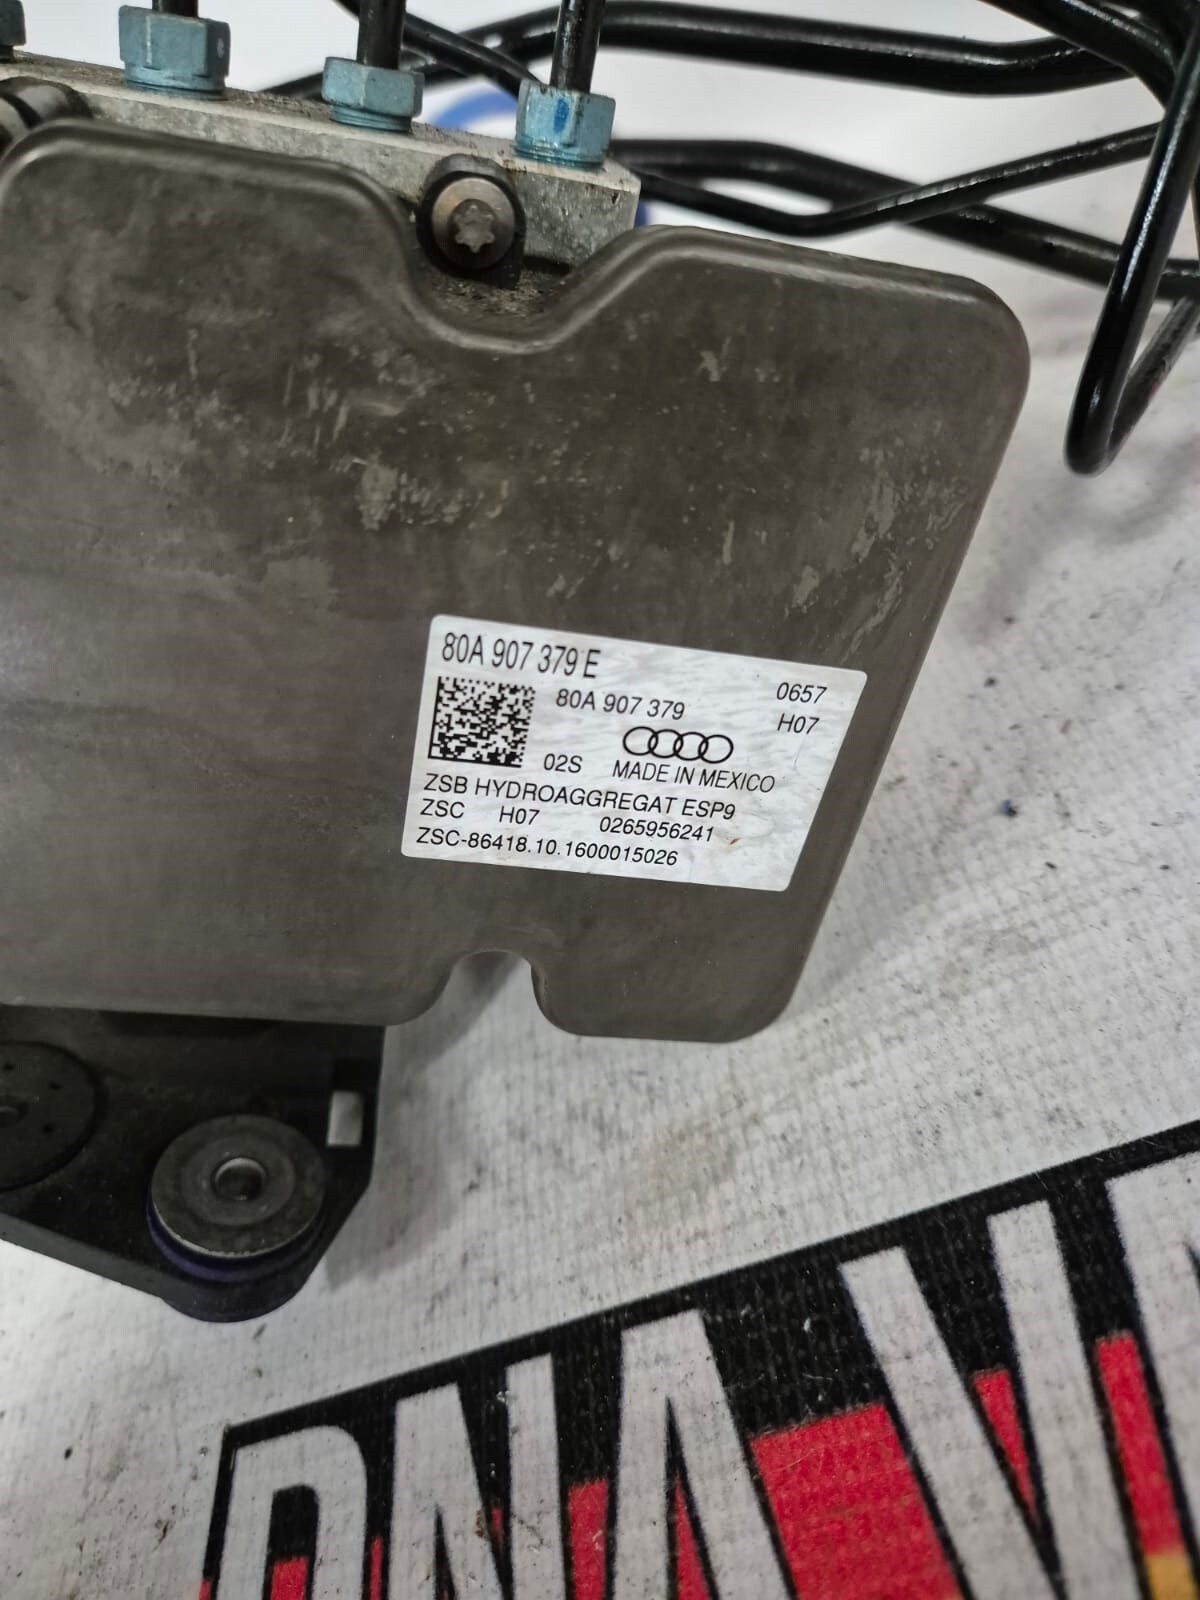 80A 907 379 E
80A 907 379
0657
H07
02S
MADE IN MEXICO
ZSB HYDROAGGREGAT ESP9
ZSC H07 0265956241
ZSC-86418.10.1600015026
DNA V